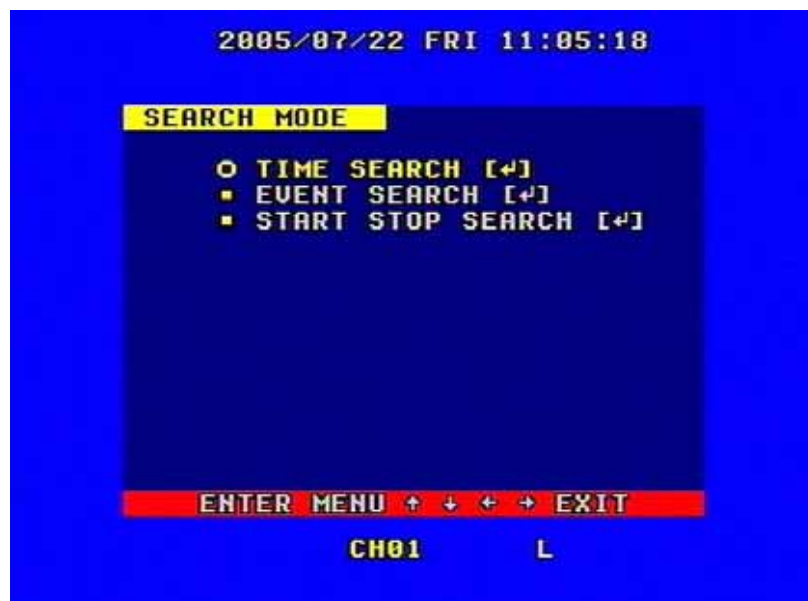 2005/07/22 FRI 11:05:18
SEARCH MODE
TIME SEARCH [↵]
EVENT SEARCH [↵]
START STOP SEARCH [↵]
ENTER MENU ↑ ↓ ← → EXIT
CH01 L